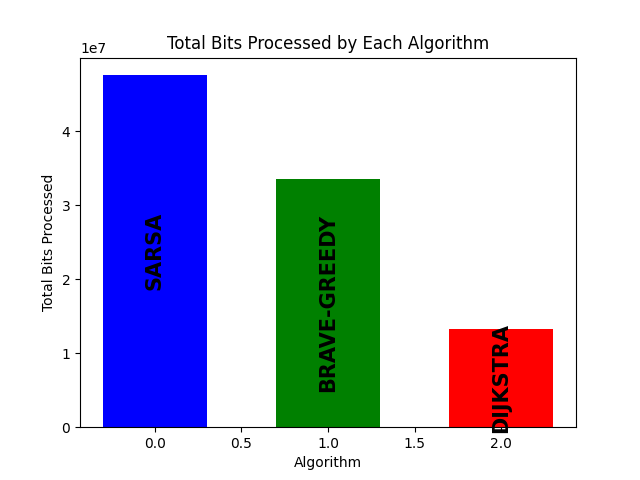 Total Bits Processed by Each Algorithm
1e7
Total Bits Processed
4
3
2
1
0
SARSA
BRAVE-GREEDY
DIJKSTRA
0.0 0.5 1.0 1.5 2.0
Algorithm